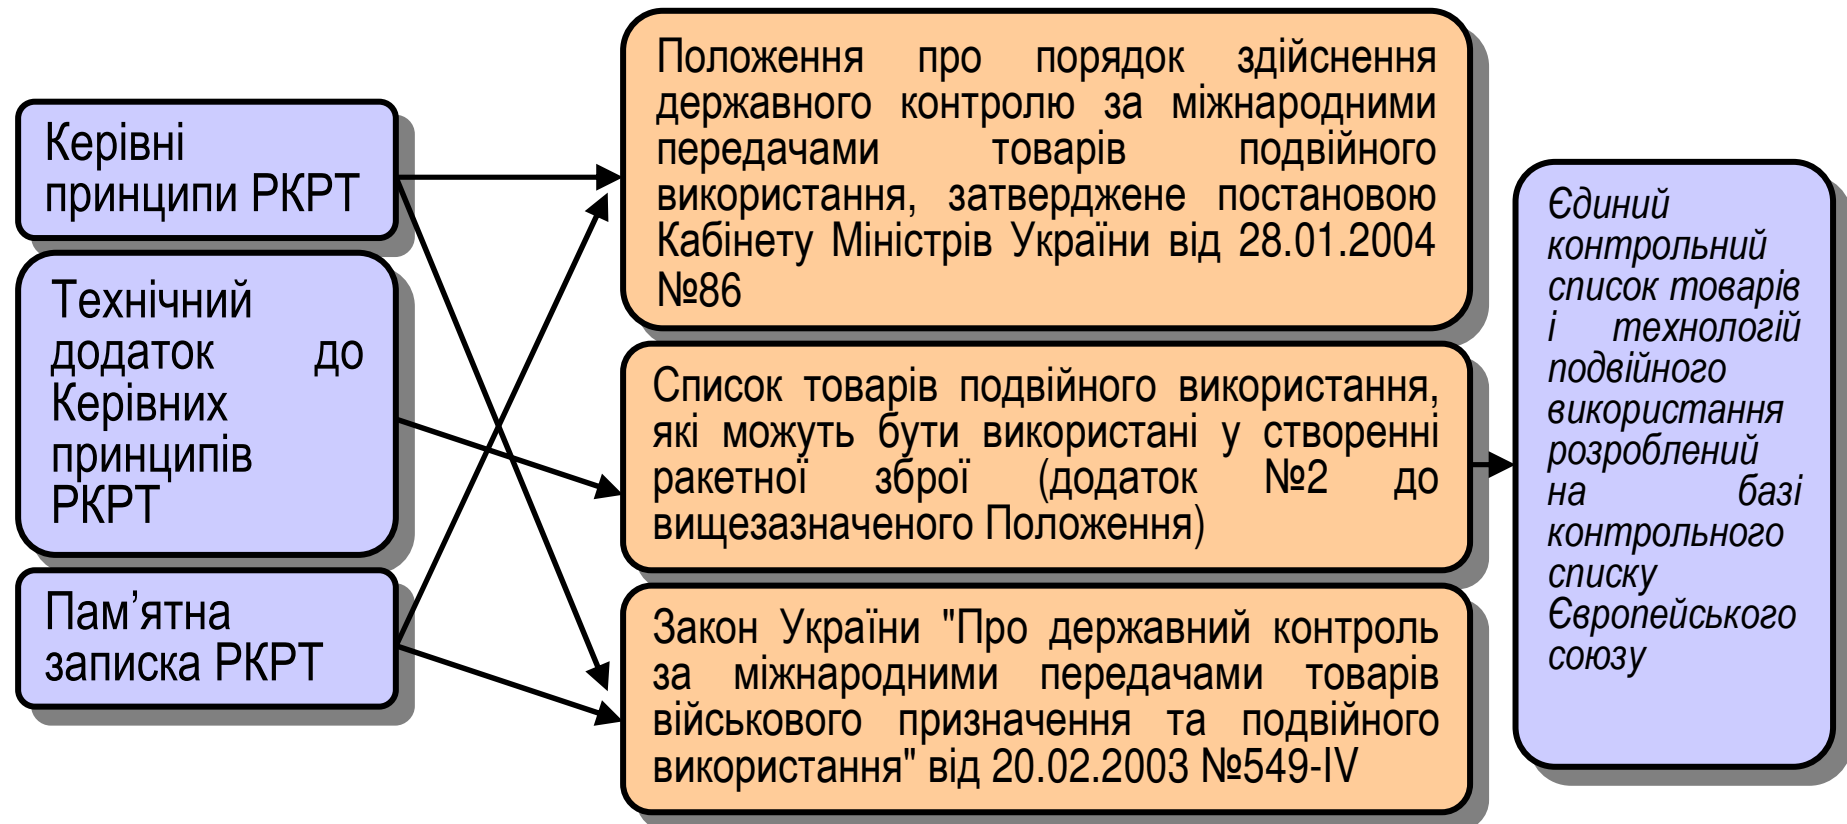 Керівні
принципи РКРТ
Технічний
додаток до
Керівних
принципів
РКРТ
Пам’ятна
записка РКРТ
Положення про порядок здійснення
державного контролю за міжнародними
передачами товарів подвійного
використання, затверджене постановою
Кабінету Міністрів України від 28.01.2004
№86
Список товарів подвійного використання,
які можуть бути використані у створенні
ракетної зброї (додаток №2 до
вищезазначеного Положення)
Закон України "Про державний контроль
за міжнародними передачами товарів
військового призначення та подвійного
використання" від 20.02.2003 №549-IV
Єдиний
контрольний
список товарів
і технологій
подвійного
використання
розроблений
на базі
контрольного
списку
Європейського
союзу